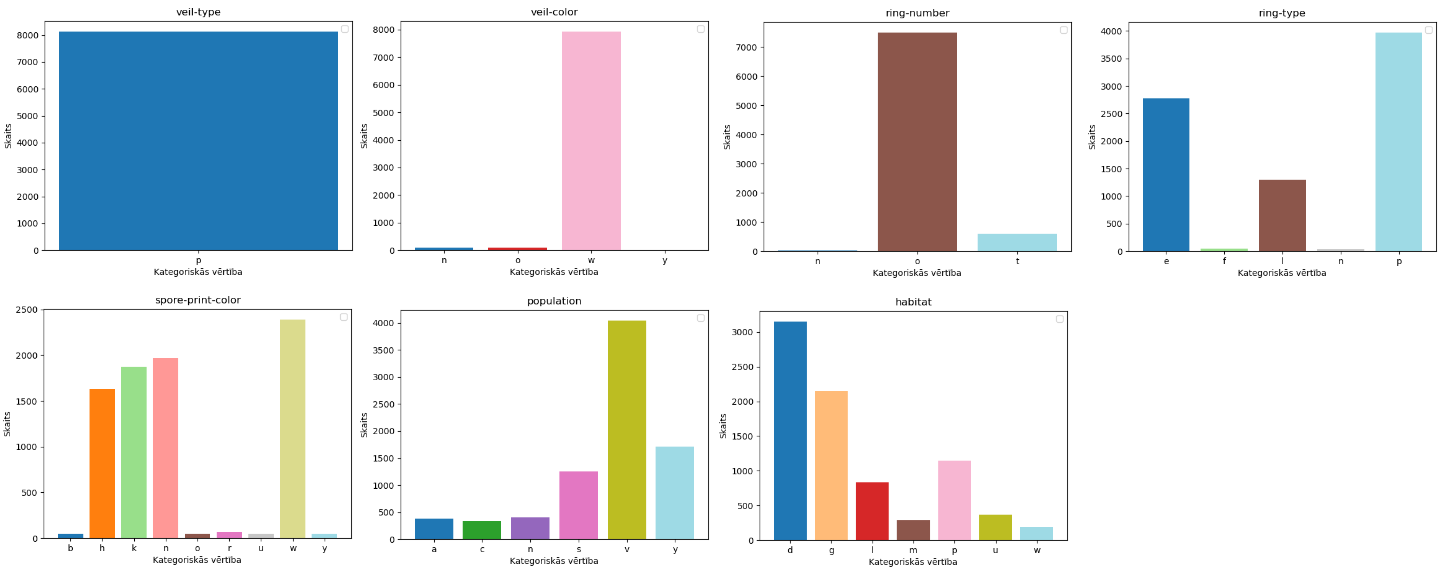 veil-type
8000
7000
6000
5000
4000
3000
2000
1000
0
Skaits
p
Kategoriskās vērtība
veil-color
8000
7000
6000
5000
4000
3000
2000
1000
0
Skaits
n o w y
Kategoriskās vērtība
ring-number
7000
6000
5000
4000
3000
2000
1000
0
Skaits
n o t
Kategoriskās vērtība
ring-type
4000
3500
3000
2500
2000
1500
1000
500
0
Skaits
e f l n p
Kategoriskās vērtība
spore-print-color
2500
2000
1500
1000
500
0
Skaits
b h k n o r u w y
Kategoriskās vērtība
population
4000
3500
3000
2500
2000
1500
1000
500
0
Skaits
a c n s v y
Kategoriskās vērtība
habitat
3000
2500
2000
1500
1000
500
0
Skaits
d g l m p u w
Kategoriskās vērtība